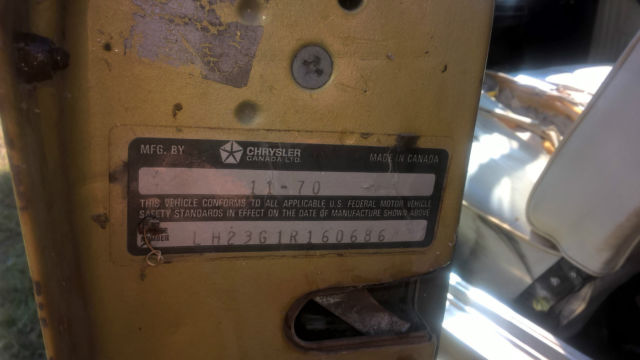 MFG. BY CHRYSLER MADE IN CANADA
CANADA LTD.
11-70
THIS VEHICLE CONFORMS TO ALL APPLICABLE U.S. FEDERAL MOTOR VEHICLE
SAFETY STANDARDS IN EFFECT ON THE DATE OF MANUFACTURE SHOWN ABOVE
NUMBER LH23G1R160686